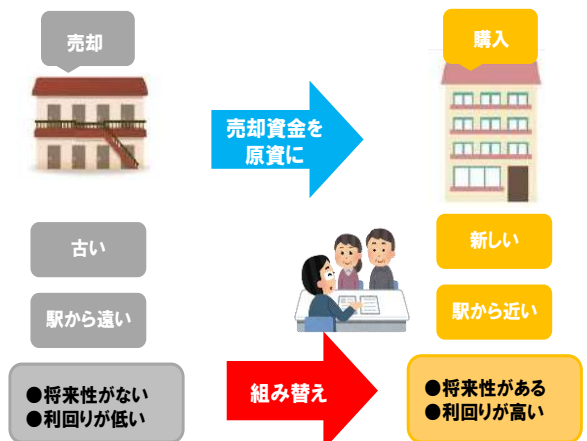 売却
購入
売却資金を
原資に
古い
新しい
駅から遠い
駅から近い
●将来性がない
●利回りが低い
組み替え
●将来性がある
●利回りが高い